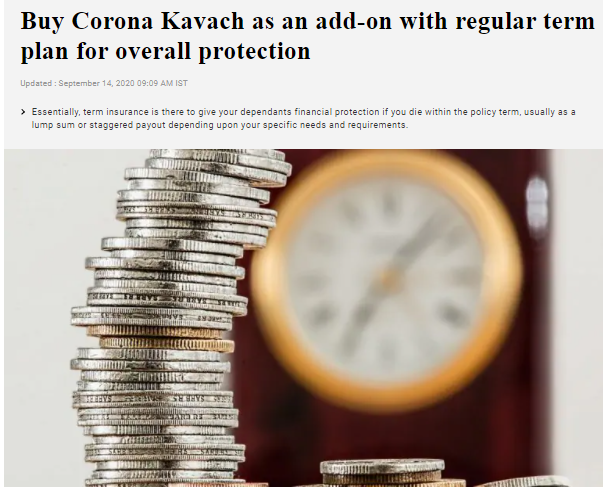 Buy Corona Kavach as an add-on with regular term
plan for overall protection
Updated : September 14, 2020 09:09 AM IST
Essentially, term insurance is there to give your dependants financial protection if you die within the policy term, usually as a
lump sum or staggered payout depending upon your specific needs and requirements.